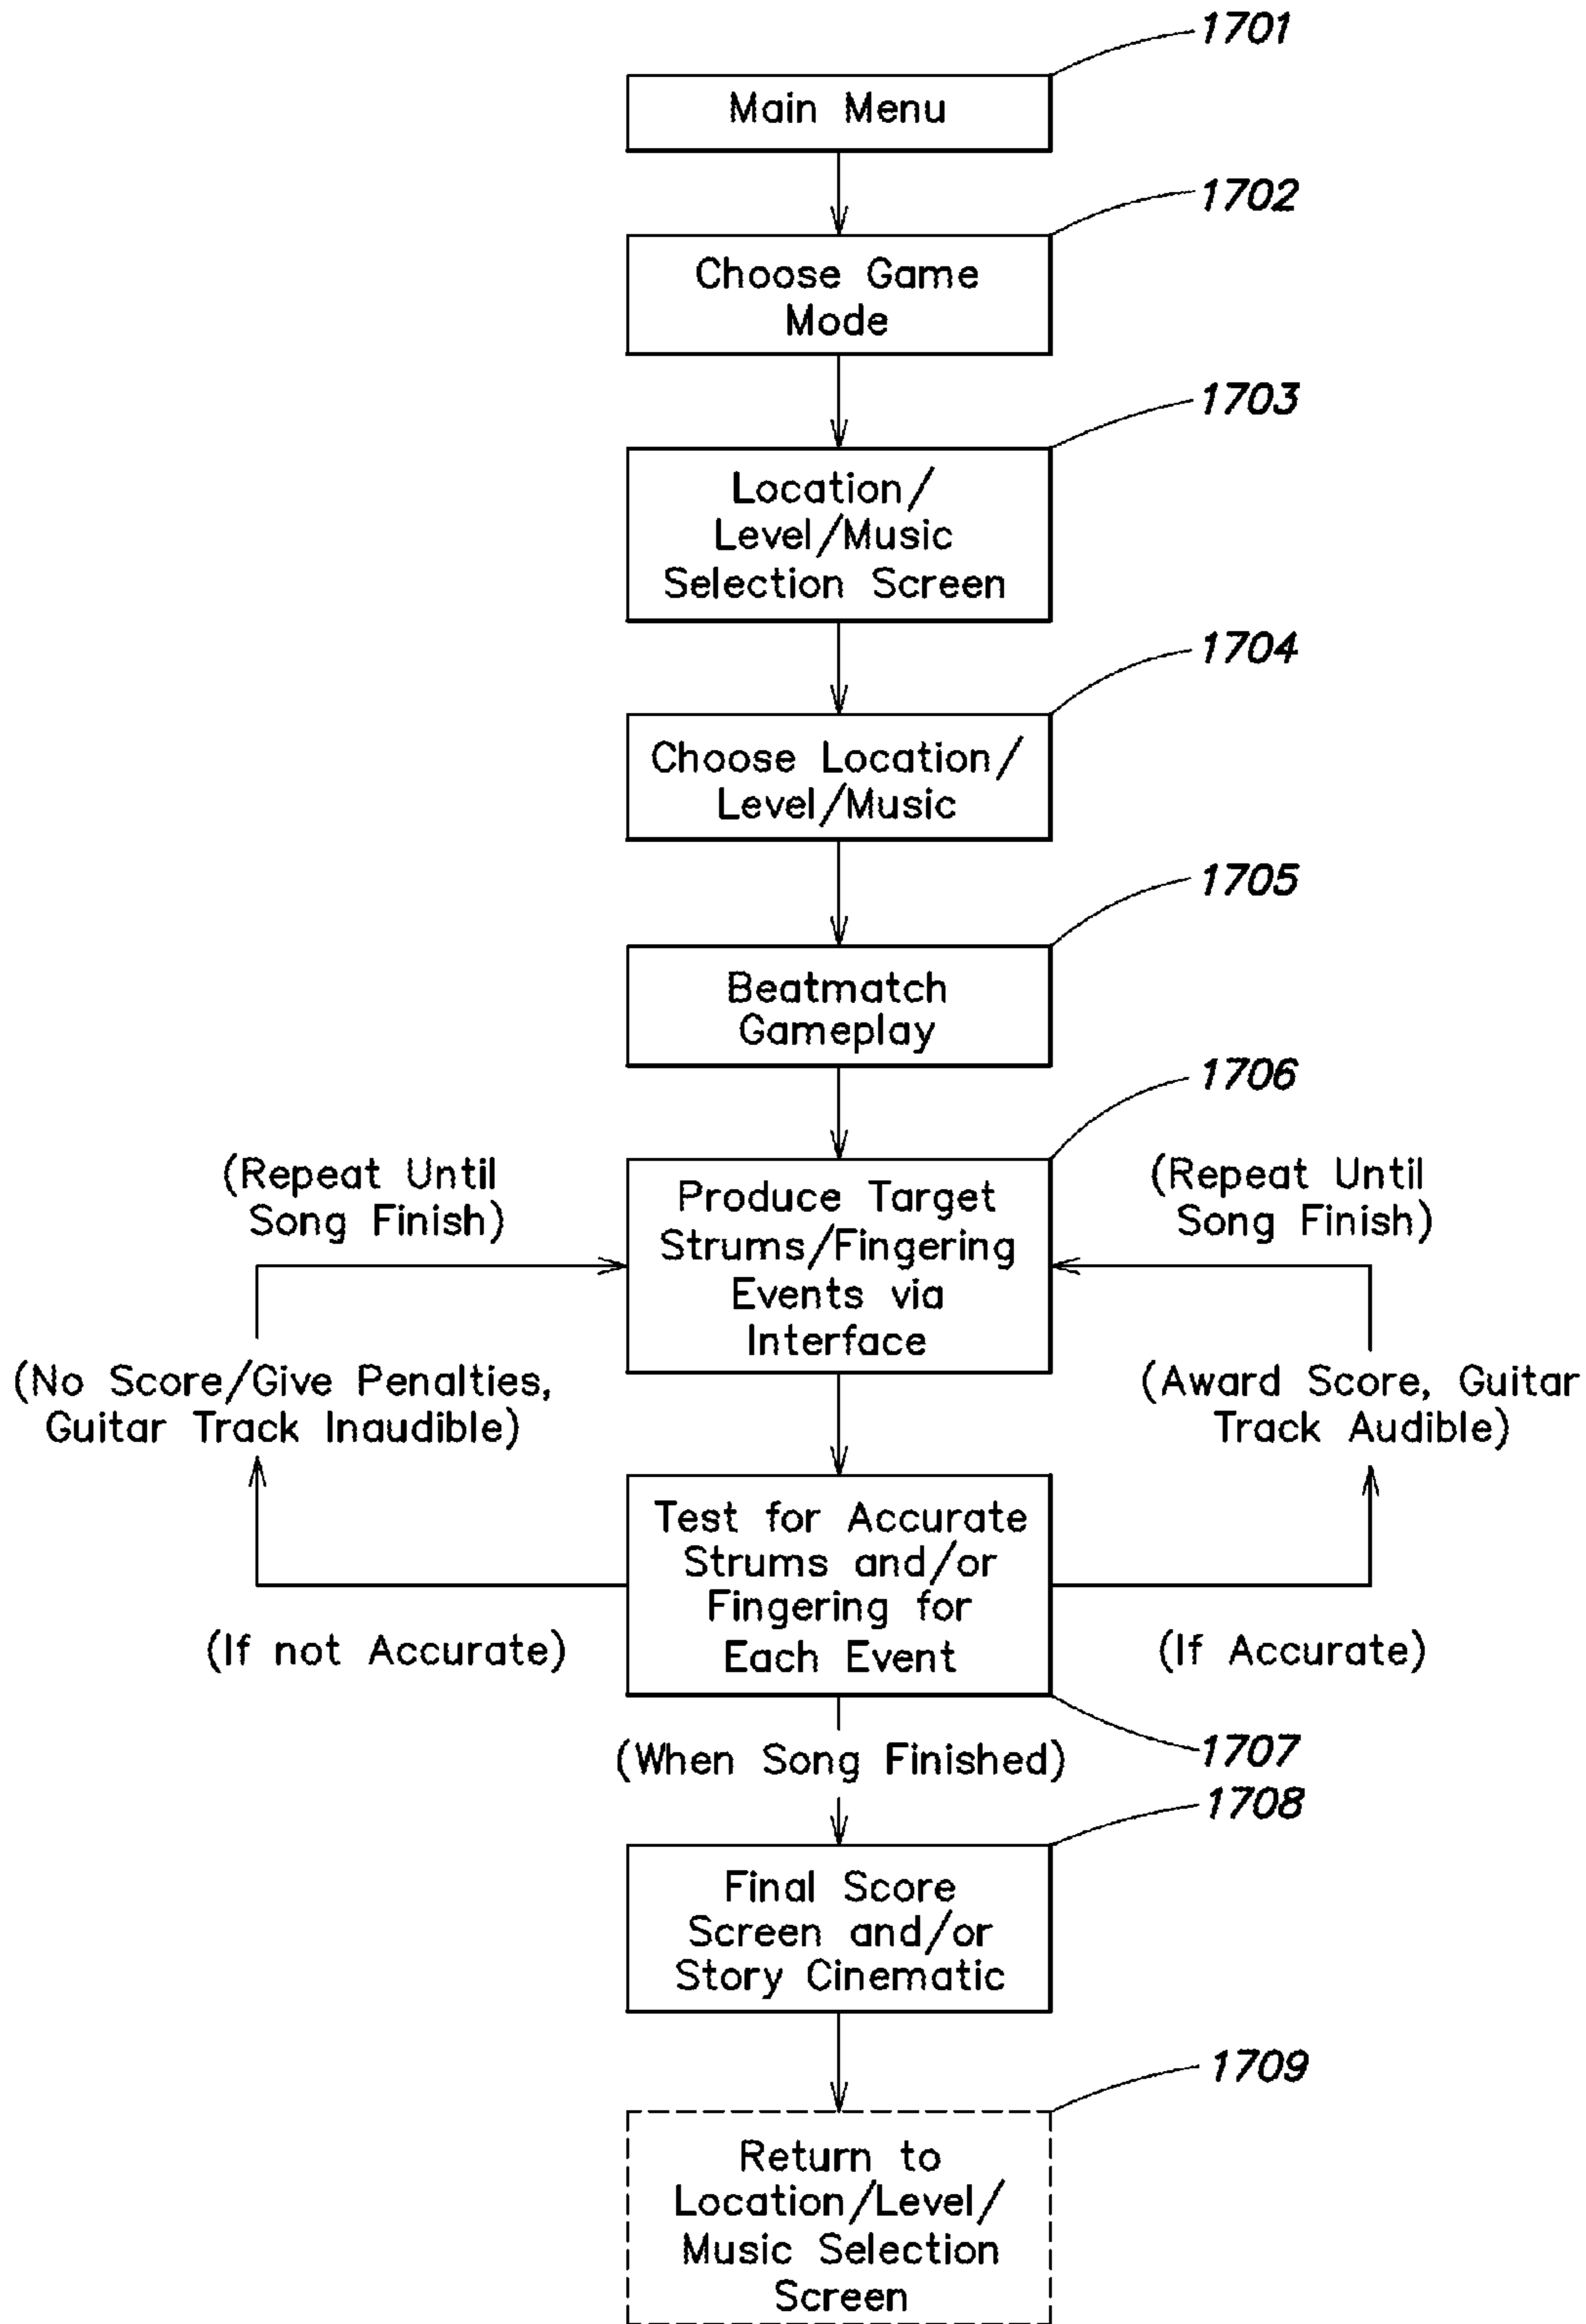 1701
Main Menu
1702
Choose Game
Mode
1703
Location/
Level/Music
Selection Screen
1704
Choose Location/
Level/Music
1705
Beatmatch
Gameplay
1706
(Repeat Until
Song Finish)
Produce Target
Strums/Fingering
Events via
Interface
(Repeat Until
Song Finish)
(No Score/Give Penalties,
Guitar Track Inaudible)
(Award Score, Guitar
Track Audible)
Test for Accurate
Strums and/or
Fingering for
Each Event
(If not Accurate)
(If Accurate)
1707
(When Song Finished)
1708
Final Score
Screen and/or
Story Cinematic
1709
Return to
Location/Level/
Music Selection
Screen